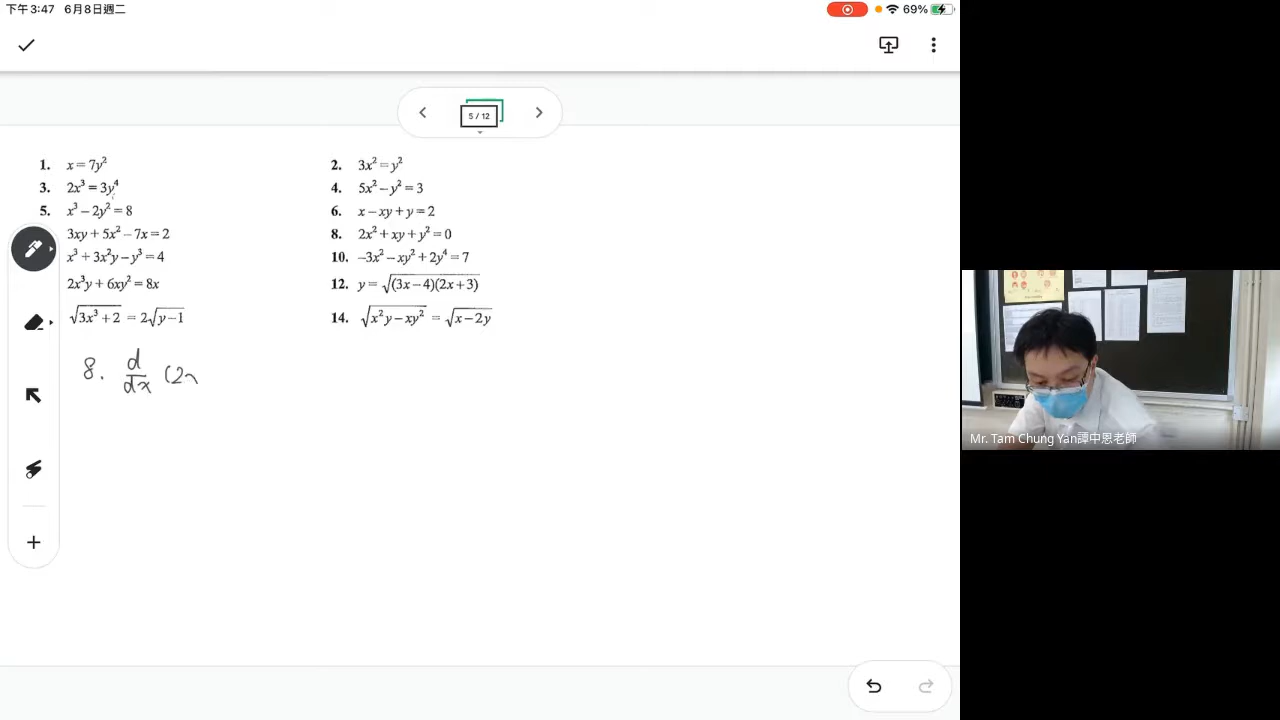 下午 3:47 6月8日週二
69%
5 / 12
1. x = 7y²
2. 3x² = y²
3. 2x³ = 3y⁴
4. 5x² − y² = 3
5. x³ − 2y² = 8
6. x − xy + y = 2
3xy + 5x² − 7x = 2
8. 2x² + xy + y² = 0
x³ + 3x²y − y³ = 4
10. −3x² − xy² + 2y⁴ = 7
2x³y + 6xy² = 8x
12. y = √(3x − 4)(2x + 3)
√3x³ + 2 = 2√y − 1
14. √x²y − xy² = √x − 2y
8. d/dx (2
Mr. Tam Chung Yan譚中恩老師